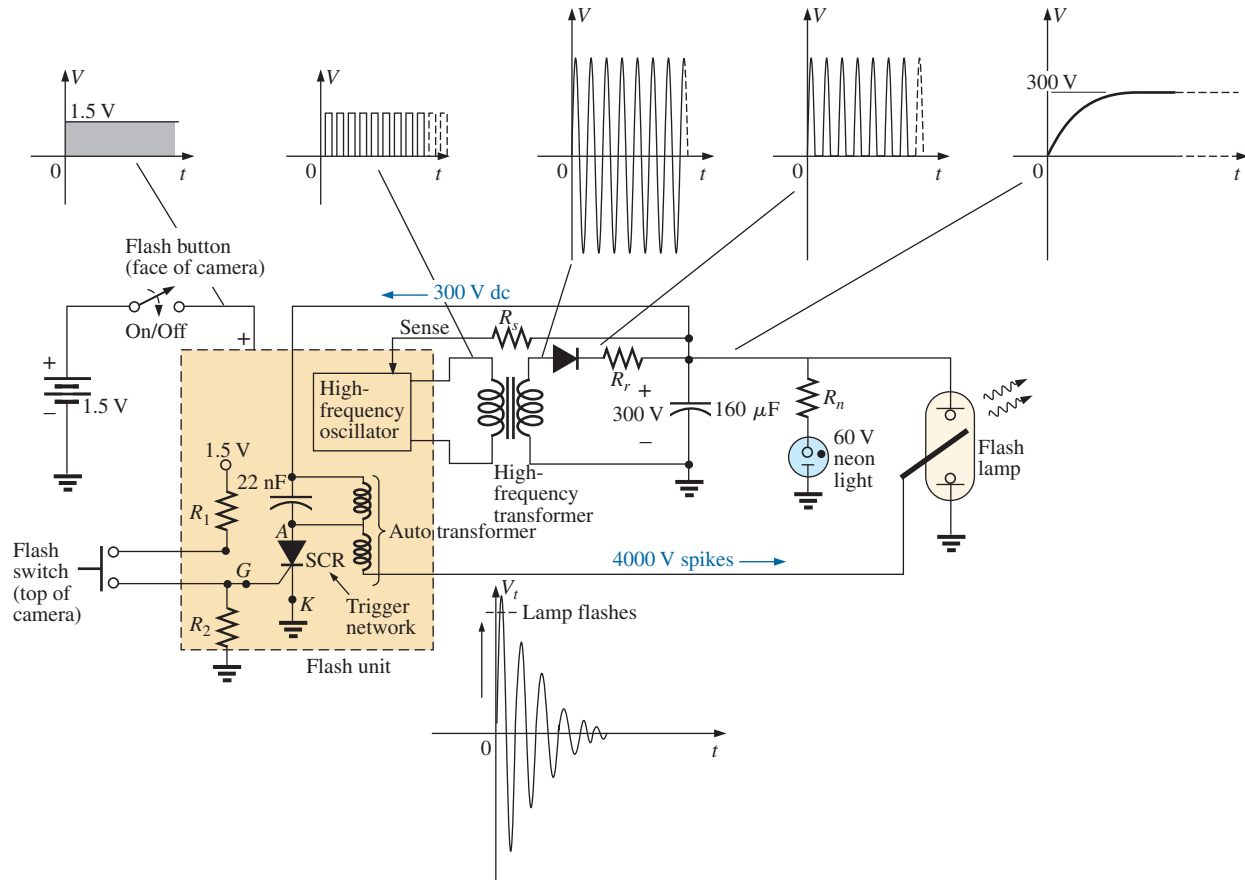 V
V
V
V
V
1.5 V
300 V
0
t
0
t
0
t
0
t
0
t
Flash button
(face of camera)
On/Off
+
300 V dc
Sense
R_s
+
–
1.5 V
High-
frequency
oscillator
R_r
+
300 V
–
160 μF
R_n
60 V
neon
light
Flash
lamp
High-
frequency
transformer
1.5 V
22 nF
R_1
A
Auto transformer
Flash
switch
(top of
camera)
G
SCR
4000 V spikes
K
Trigger
network
R_2
Flash unit
V_t
Lamp flashes
0
t